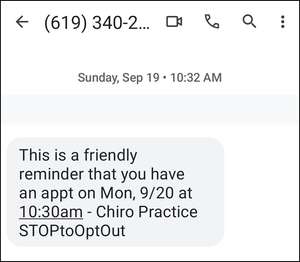 (619) 340-2...
Sunday, Sep 19 • 10:32 AM
This is a friendly
reminder that you have
an appt on Mon, 9/20 at
10:30am - Chiro Practice
STOPtoOptOut